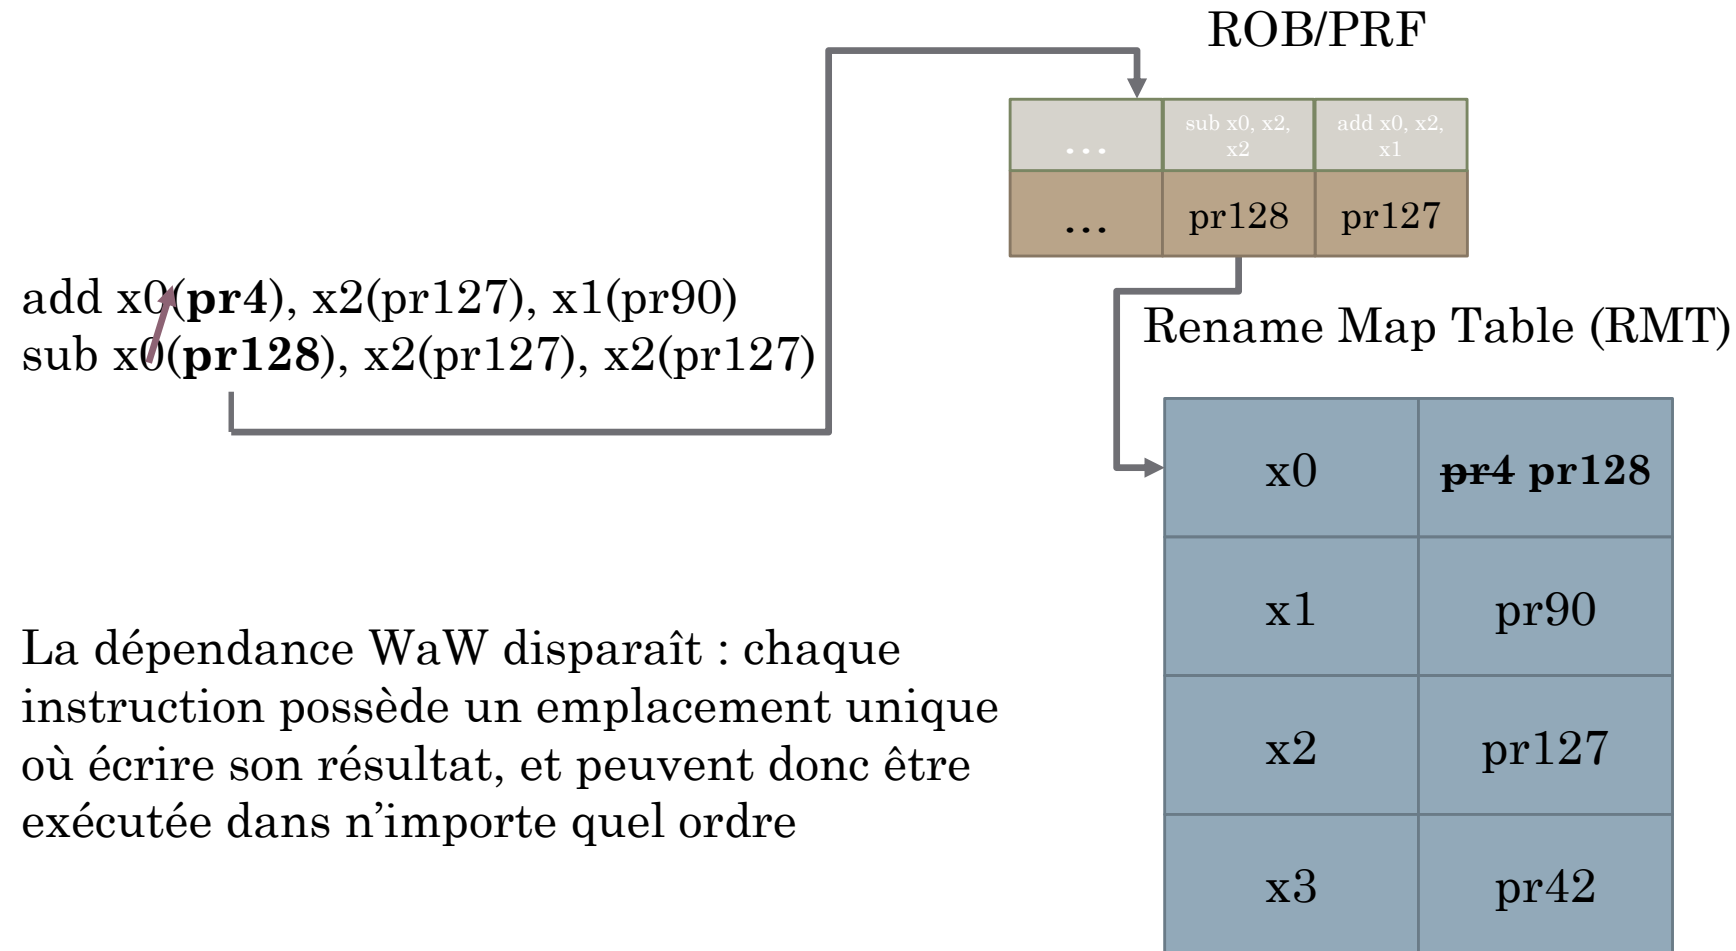 ROB/PRF
... sub x0, x2, x2 add x0, x2, x1
... pr128 pr127
add x0(pr4), x2(pr127), x1(pr90)
sub x0(pr128), x2(pr127), x2(pr127)
Rename Map Table (RMT)
x0 pr4 pr128
x1 pr90
x2 pr127
x3 pr42
La dépendance WaW disparaît : chaque
instruction possède un emplacement unique
où écrire son résultat, et peuvent donc être
exécutée dans n’importe quel ordre